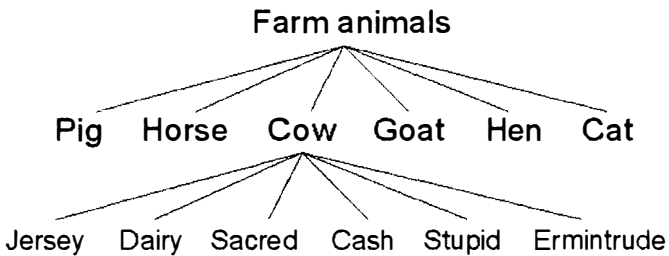 Farm animals
Pig Horse Cow Goat Hen Cat
Jersey Dairy Sacred Cash Stupid Ermintrude